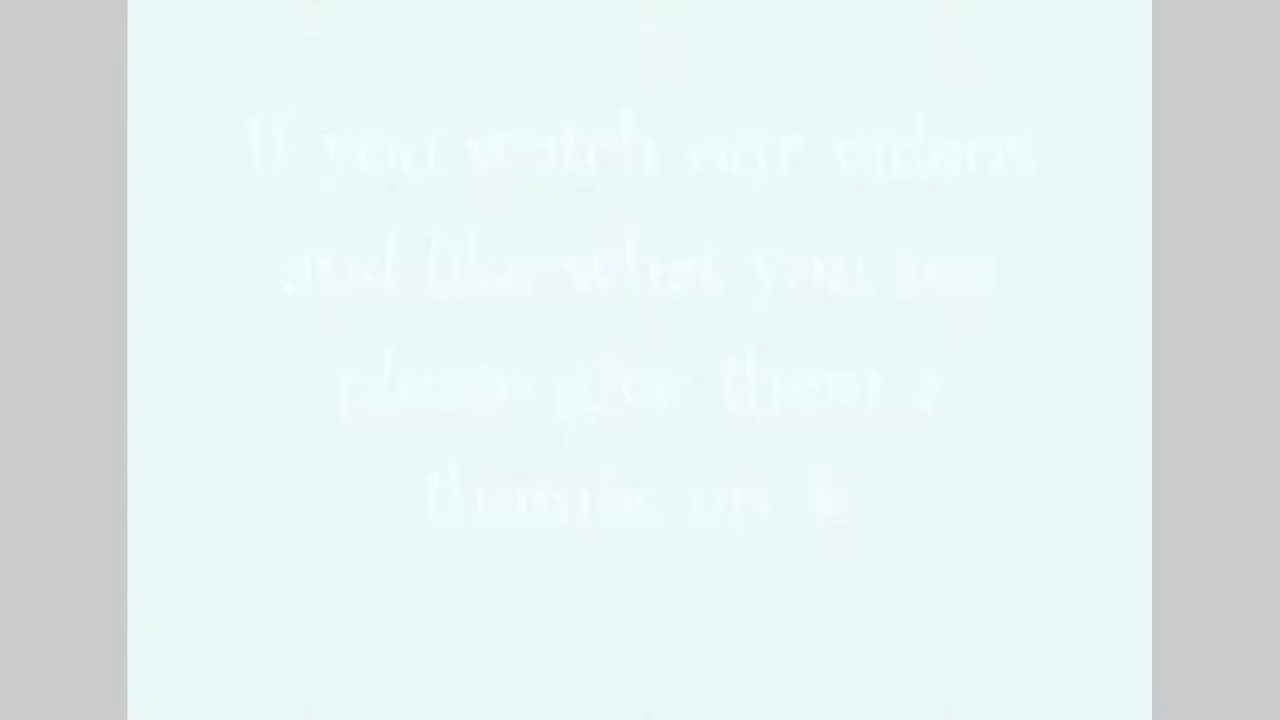 If you watch our videos
and like what you see
please give them a
thumbs up